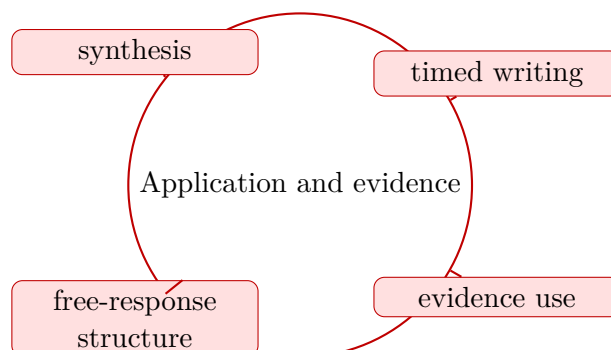 synthesis
timed writing
Application and evidence
free-response
structure
evidence use